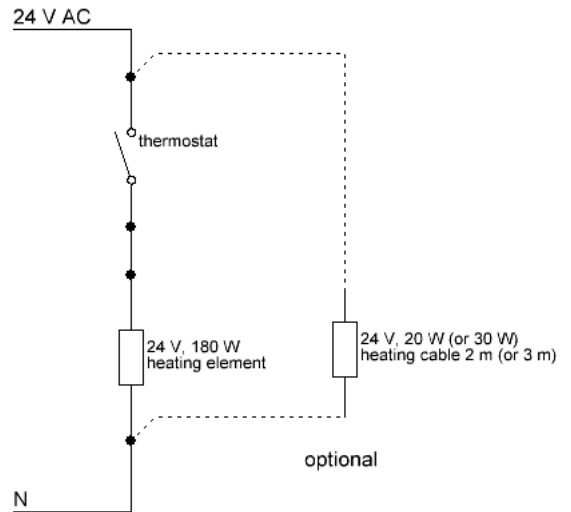 24 V AC
thermostat
24 V, 180 W
heating element
24 V, 20 W (or 30 W)
heating cable 2 m (or 3 m)
optional
N